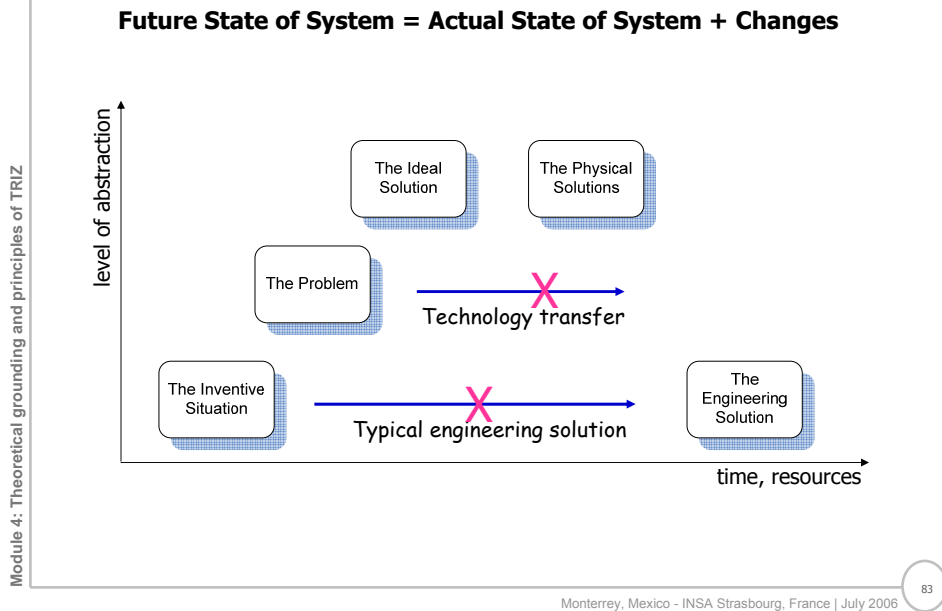 Future State of System = Actual State of System + Changes
level of abstraction
The Ideal
Solution
The Physical
Solutions
The Problem
X
Technology transfer
The Inventive
Situation
X
Typical engineering solution
The
Engineering
Solution
time, resources
Module 4: Theoretical grounding and principles of TRIZ
Monterrey, Mexico - INSA Strasbourg, France | July 2006
83